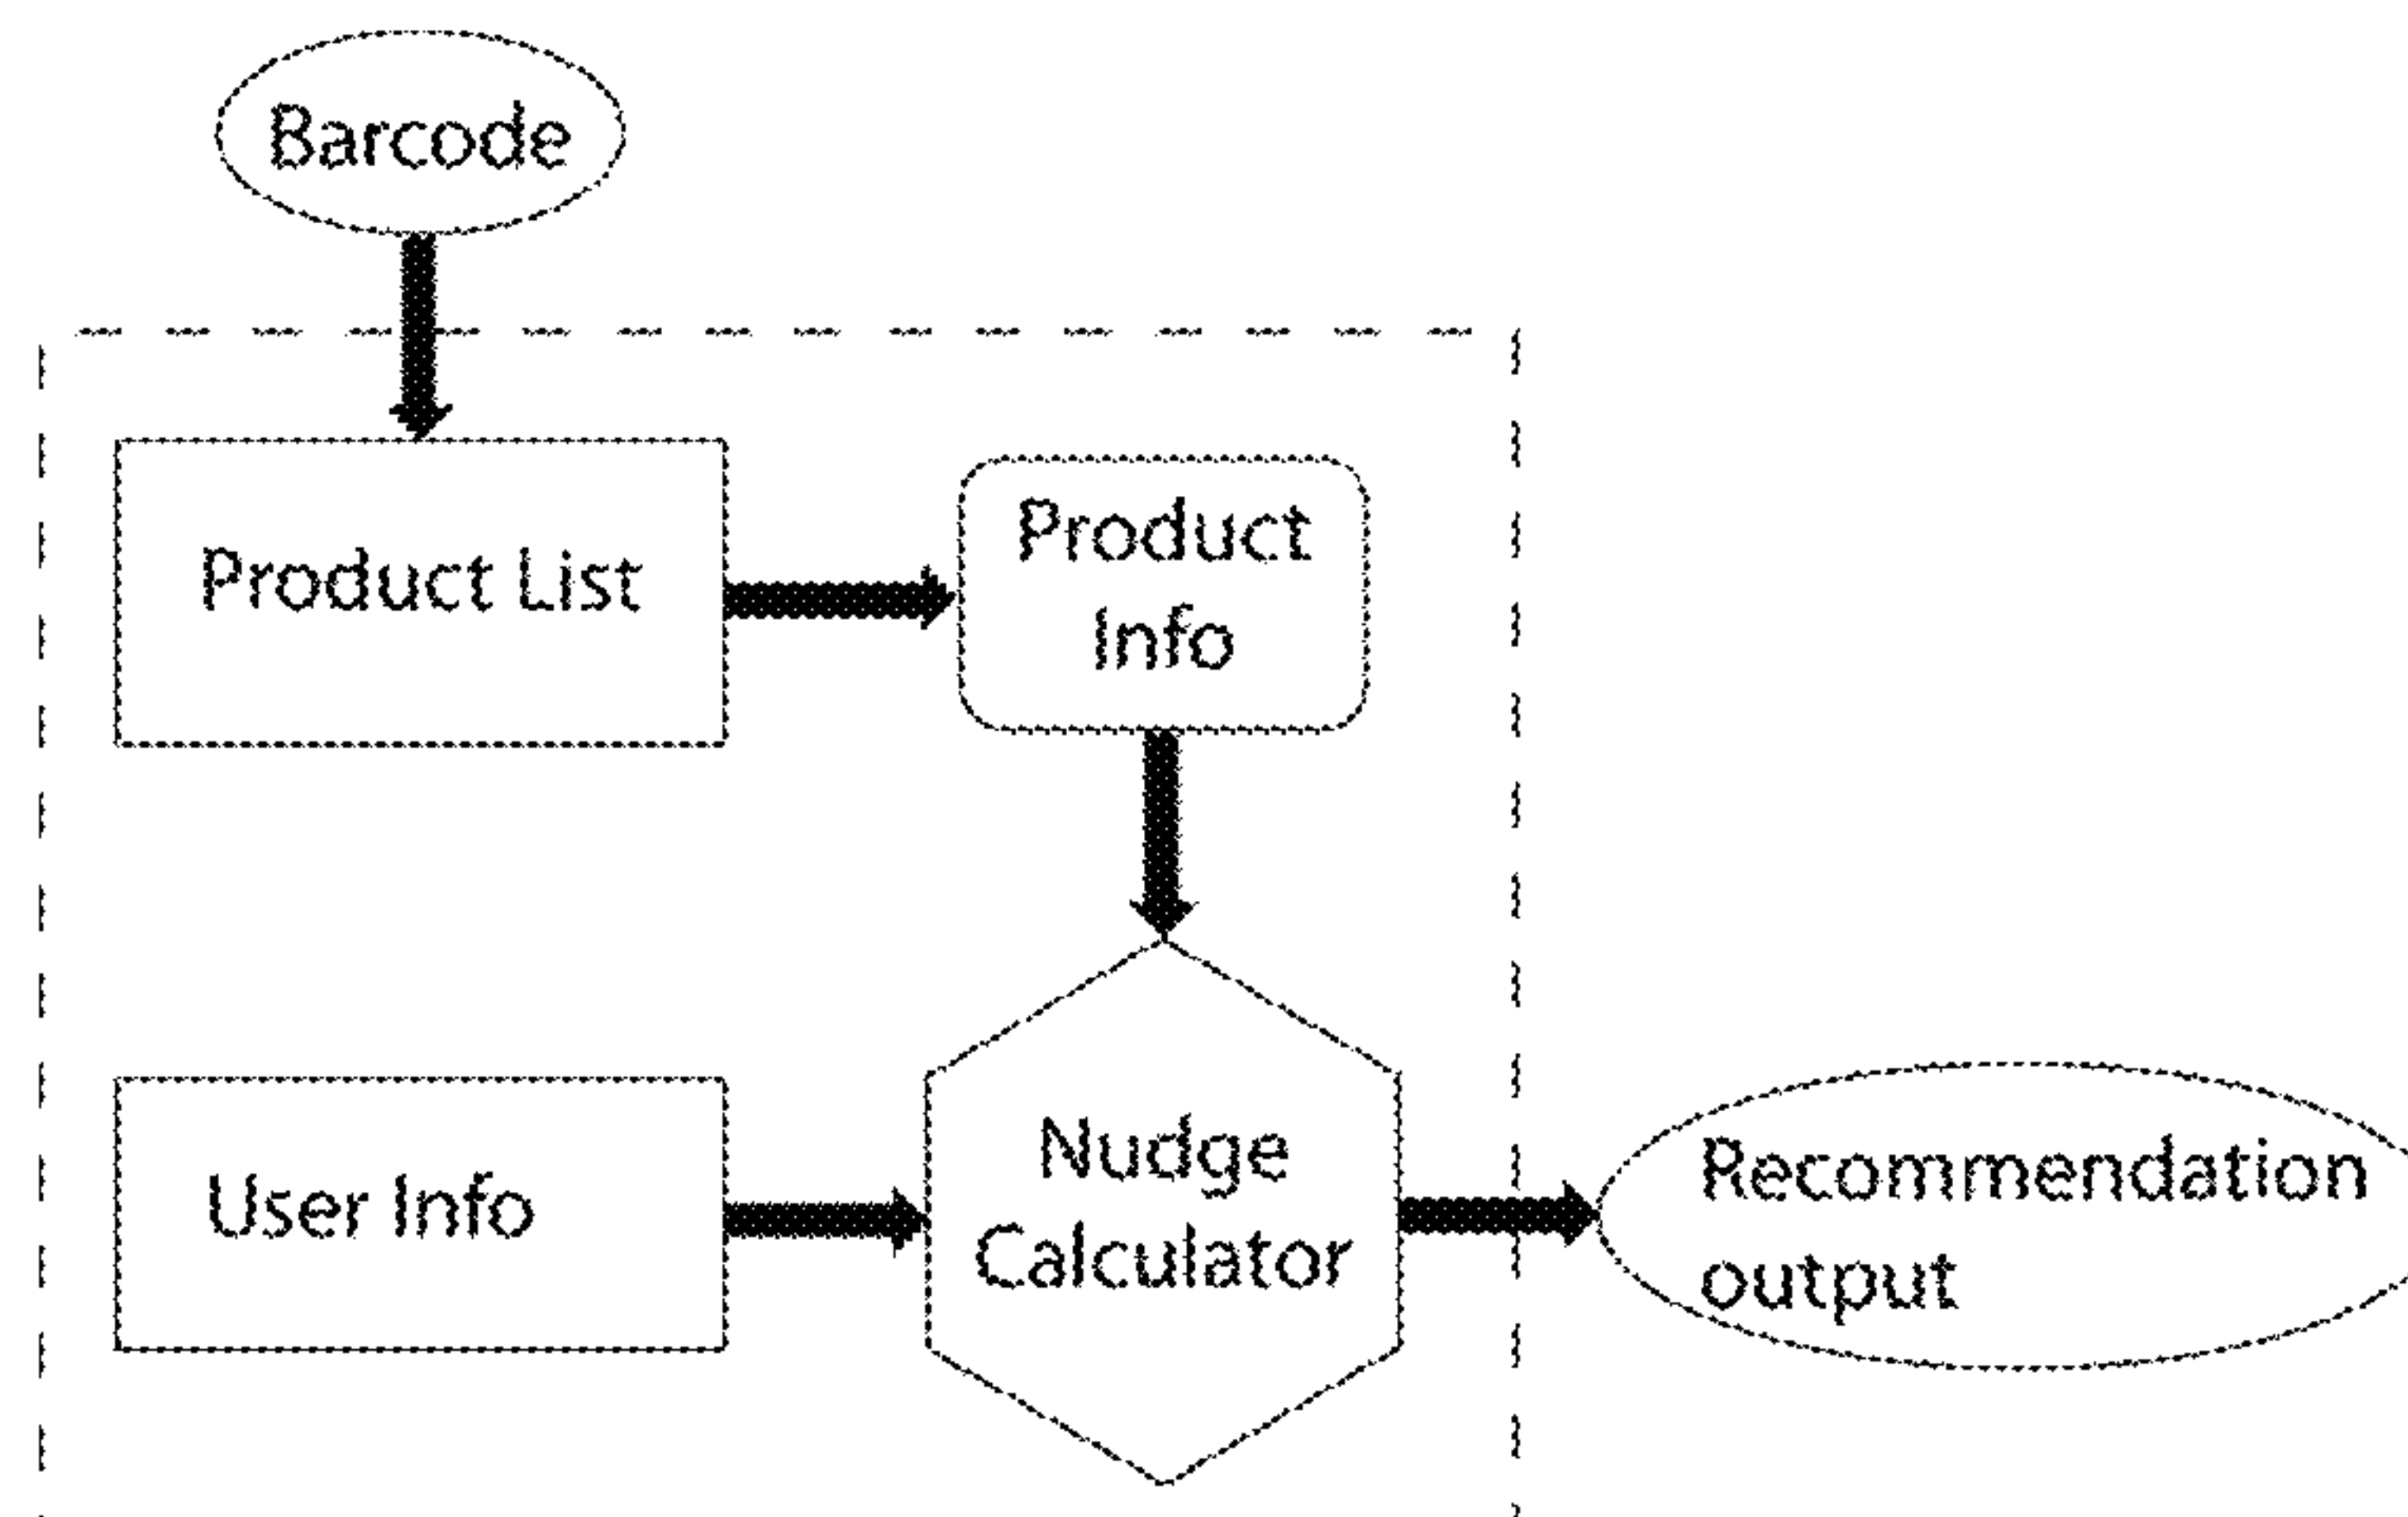 Barcode
Product List
Product
Info
User Info
Nudge
Calculator
Recommendation
output